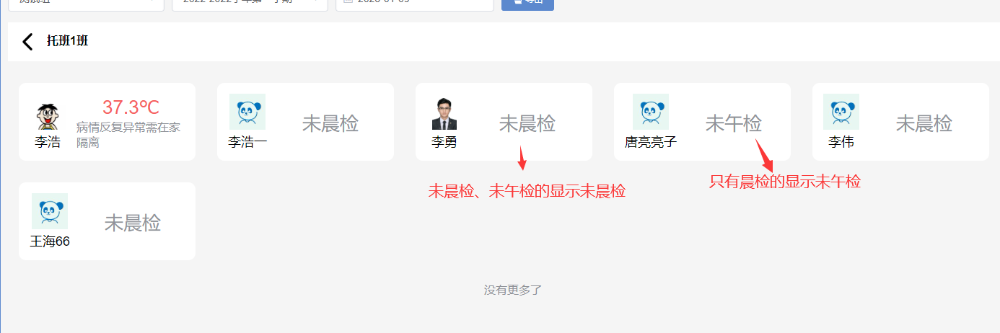 托班1班
37.3℃
病情反复异常需在家
隔离
李浩
未晨检
李浩一
未晨检
李勇
未午检
唐亮亮子
未晨检
李伟
未晨检、未午检的显示未晨检
只有晨检的显示未午检
未晨检
王海66
没有更多了